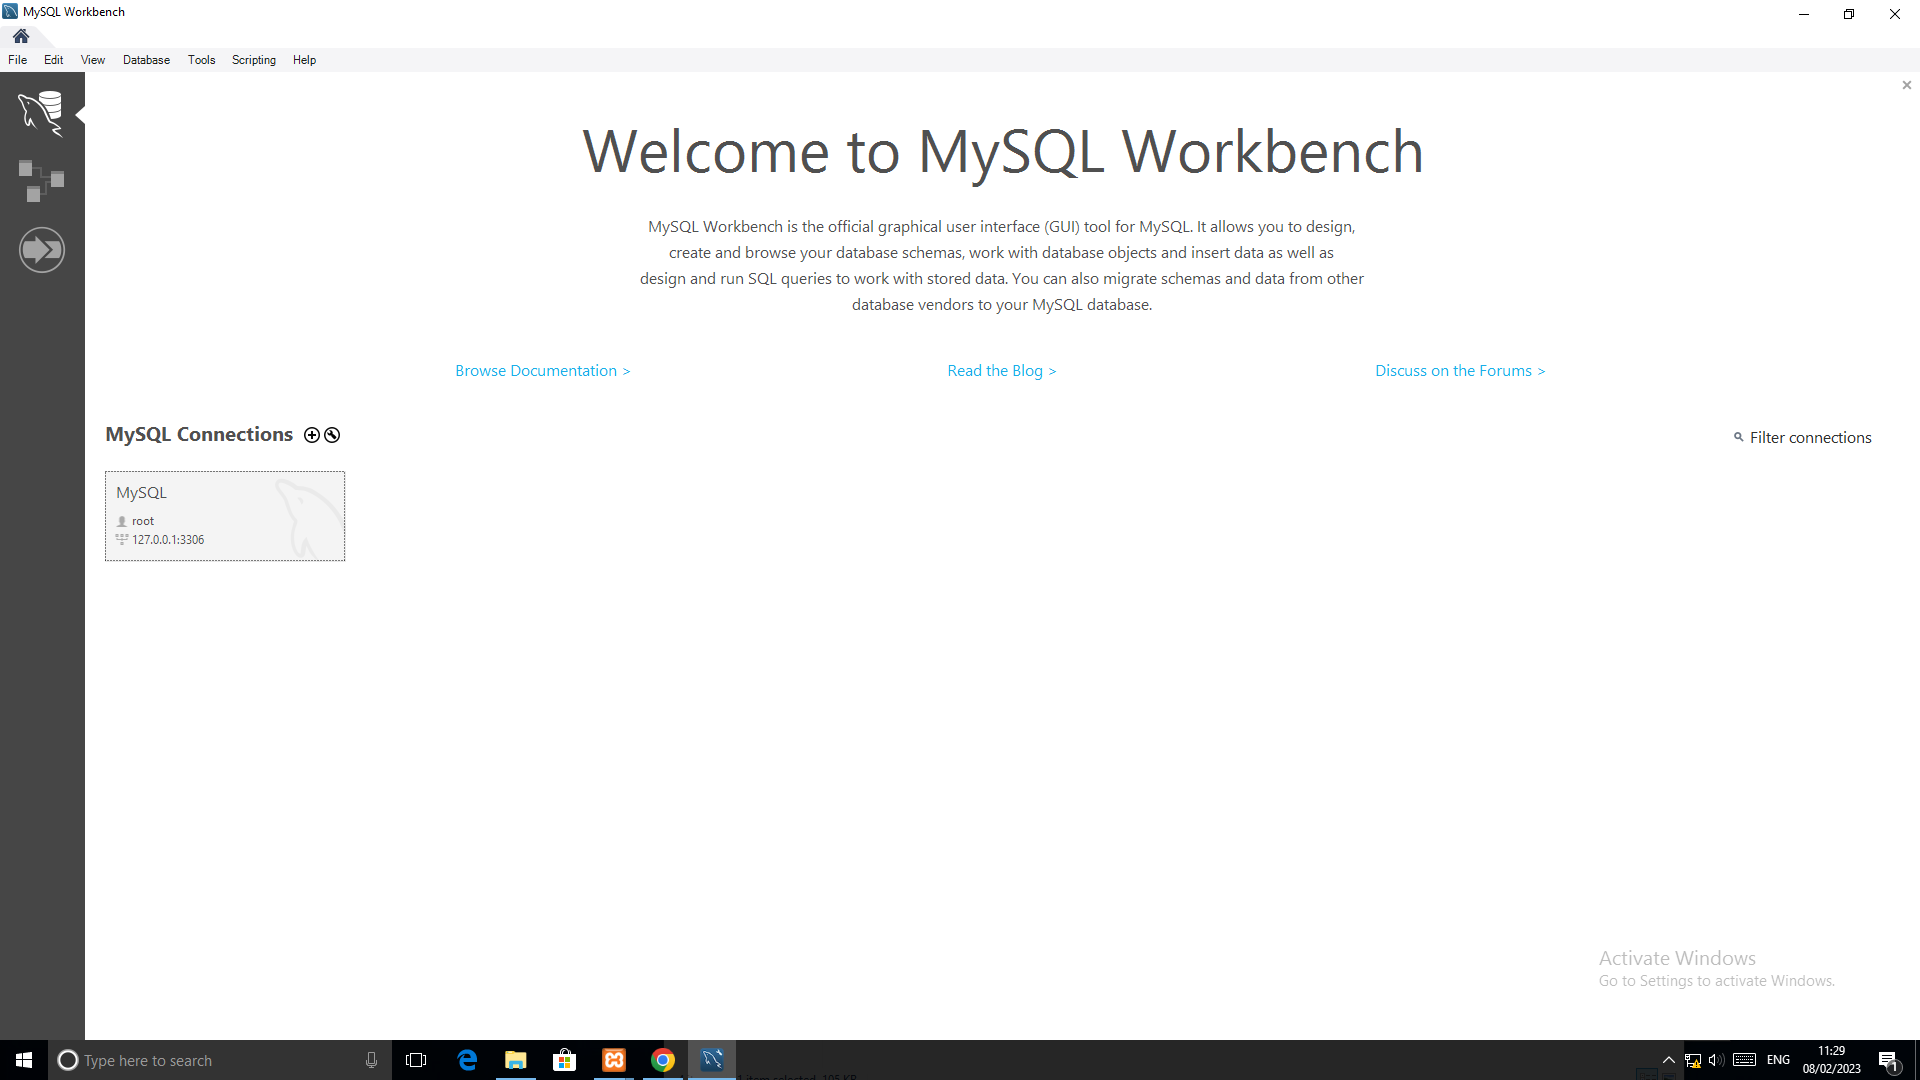 MySQL Workbench
File Edit View Database Tools Scripting Help
Welcome to MySQL Workbench
MySQL Workbench is the official graphical user interface (GUI) tool for MySQL. It allows you to design,
create and browse your database schemas, work with database objects and insert data as well as
design and run SQL queries to work with stored data. You can also migrate schemas and data from other
database vendors to your MySQL database.
Browse Documentation > Read the Blog > Discuss on the Forums >
MySQL Connections
Filter connections
MySQL
root
127.0.0.1:3306
Activate Windows
Go to Settings to activate Windows.
Type here to search
ENG
11:29
08/02/2023
1